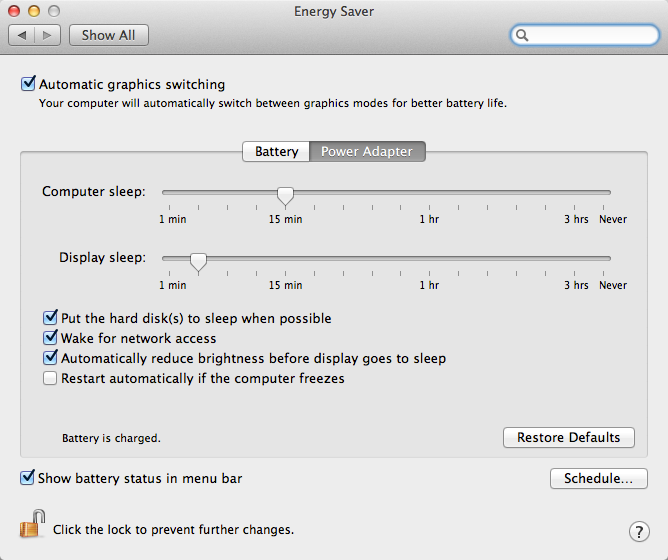 Energy Saver
Show All
Automatic graphics switching
Your computer will automatically switch between graphics modes for better battery life.
Battery Power Adapter
Computer sleep:
1 min 15 min 1 hr 3 hrs Never
Display sleep:
1 min 15 min 1 hr 3 hrs Never
Put the hard disk(s) to sleep when possible
Wake for network access
Automatically reduce brightness before display goes to sleep
Restart automatically if the computer freezes
Battery is charged. Restore Defaults
Show battery status in menu bar Schedule...
Click the lock to prevent further changes. ?